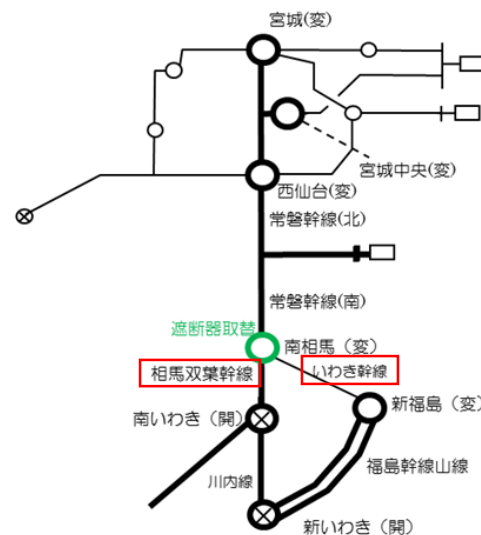 宮城(変)
宮城中央(変)
西仙台(変)
常磐幹線(北)
常磐幹線(南)
遮断器取替
南相馬（変）
相馬双葉幹線
いわき幹線
南いわき（開）
新福島（変）
福島幹線山線
川内線
新いわき（開）